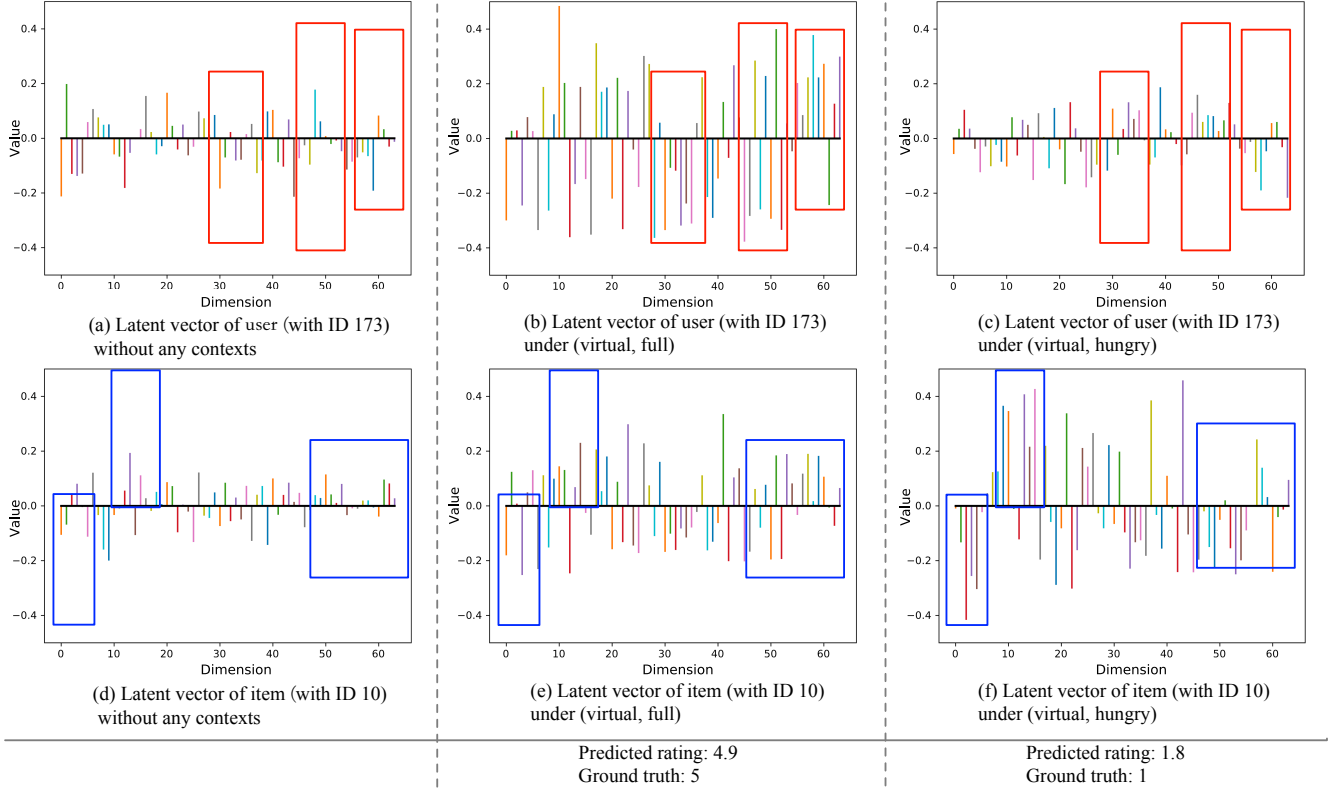 0.4
0.2
0.0
−0.2
−0.4
Value
0 10 20 30 40 50 60
Dimension
(a) Latent vector of user (with ID 173)
without any contexts
0.4
0.2
0.0
−0.2
−0.4
Value
0 10 20 30 40 50 60
Dimension
(b) Latent vector of user (with ID 173)
under (virtual, full)
0.4
0.2
0.0
−0.2
−0.4
Value
0 10 20 30 40 50 60
Dimension
(c) Latent vector of user (with ID 173)
under (virtual, hungry)
0.4
0.2
0.0
−0.2
−0.4
Value
0 10 20 30 40 50 60
Dimension
(d) Latent vector of item (with ID 10)
without any contexts
0.4
0.2
0.0
−0.2
−0.4
Value
0 10 20 30 40 50 60
Dimension
(e) Latent vector of item (with ID 10)
under (virtual, full)
0.4
0.2
0.0
−0.2
−0.4
Value
0 10 20 30 40 50 60
Dimension
(f) Latent vector of item (with ID 10)
under (virtual, hungry)
Predicted rating: 4.9
Ground truth: 5
Predicted rating: 1.8
Ground truth: 1